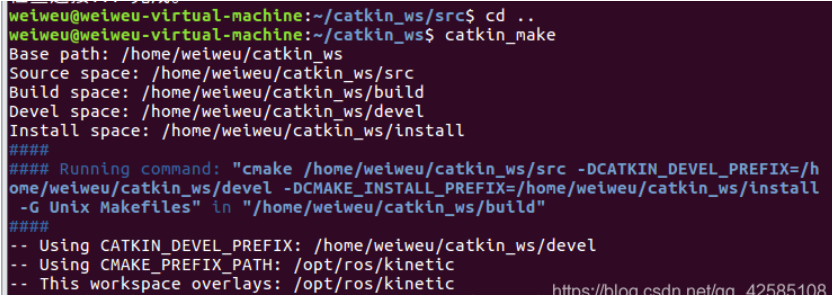 weiweu@weiweu-virtual-machine:~/catkin_ws/src$ cd ..
weiweu@weiweu-virtual-machine:~/catkin_ws$ catkin_make
Base path: /home/weiweu/catkin_ws
Source space: /home/weiweu/catkin_ws/src
Build space: /home/weiweu/catkin_ws/build
Devel space: /home/weiweu/catkin_ws/devel
Install space: /home/weiweu/catkin_ws/install
####
#### Running command: "cmake /home/weiweu/catkin_ws/src -DCATKIN_DEVEL_PREFIX=/h
ome/weiweu/catkin_ws/devel -DCMAKE_INSTALL_PREFIX=/home/weiweu/catkin_ws/install
-G Unix Makefiles" in "/home/weiweu/catkin_ws/build"
####
-- Using CATKIN_DEVEL_PREFIX: /home/weiweu/catkin_ws/devel
-- Using CMAKE_PREFIX_PATH: /opt/ros/kinetic
-- This workspace overlays: /opt/ros/kinetic
https://blog.csdn.net/qq_42585108